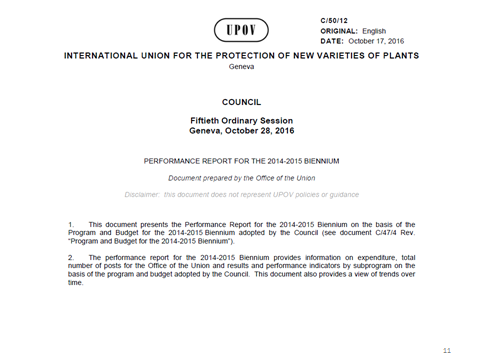 UPOV
C/50/12
ORIGINAL: English
DATE: October 17, 2016
INTERNATIONAL UNION FOR THE PROTECTION OF NEW VARIETIES OF PLANTS
Geneva
COUNCIL
Fiftieth Ordinary Session
Geneva, October 28, 2016
PERFORMANCE REPORT FOR THE 2014-2015 BIENNIUM
Document prepared by the Office of the Union
Disclaimer: this document does not represent UPOV policies or guidance
1. This document presents the Performance Report for the 2014-2015 Biennium on the basis of the
Program and Budget for the 2014-2015 Biennium adopted by the Council (see document C/47/4 Rev.
"Program and Budget for the 2014-2015 Biennium").
2. The performance report for the 2014-2015 Biennium provides information on expenditure, total
number of posts for the Office of the Union and results and performance indicators by subprogram on the
basis of the program and budget adopted by the Council. This document also provides a view of trends over
time.
11